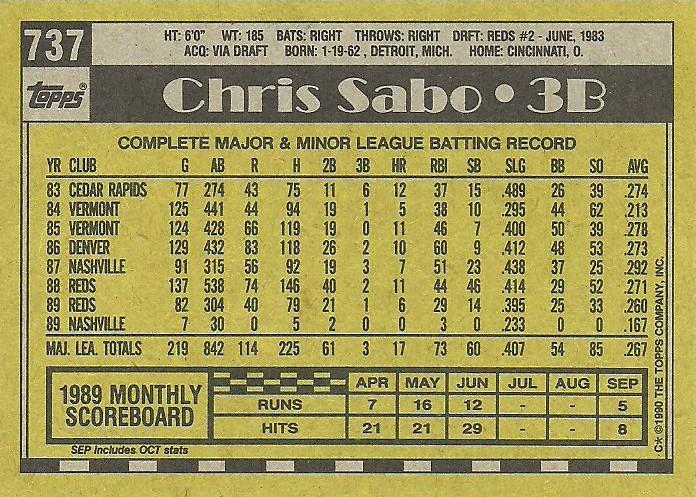 737
HT: 6'0" WT: 185 BATS: RIGHT THROWS: RIGHT DRFT: REDS #2 - JUNE, 1983
ACQ: VIA DRAFT BORN: 1-19-62 , DETROIT, MICH. HOME: CINCINNATI, O.
Topps®
Chris Sabo • 3B
COMPLETE MAJOR & MINOR LEAGUE BATTING RECORD
YR CLUB G AB R H 2B 3B HR RBI SB SLG BB SO AVG
83 CEDAR RAPIDS 77 274 43 75 11 6 12 37 15 .489 26 39 .274
84 VERMONT 125 441 44 94 19 1 5 38 10 .295 44 62 .213
85 VERMONT 124 428 66 119 19 0 11 46 7 .400 50 39 .278
86 DENVER 129 432 83 118 26 2 10 60 9 .412 48 53 .273
87 NASHVILLE 91 315 56 92 19 3 7 51 23 .438 37 25 .292
88 REDS 137 538 74 146 40 2 11 44 46 .414 29 52 .271
89 REDS 82 304 40 79 21 1 6 29 14 .395 25 33 .260
89 NASHVILLE 7 30 0 5 2 0 0 3 0 .233 0 0 .167
MAJ. LEA. TOTALS 219 842 114 225 61 3 17 73 60 .407 54 85 .267
1989 MONTHLY SCOREBOARD
APR MAY JUN JUL AUG SEP
RUNS 7 16 12 - - 5
HITS 21 21 29 - - 8
SEP includes OCT stats
C* ©1990 THE TOPPS COMPANY, INC.